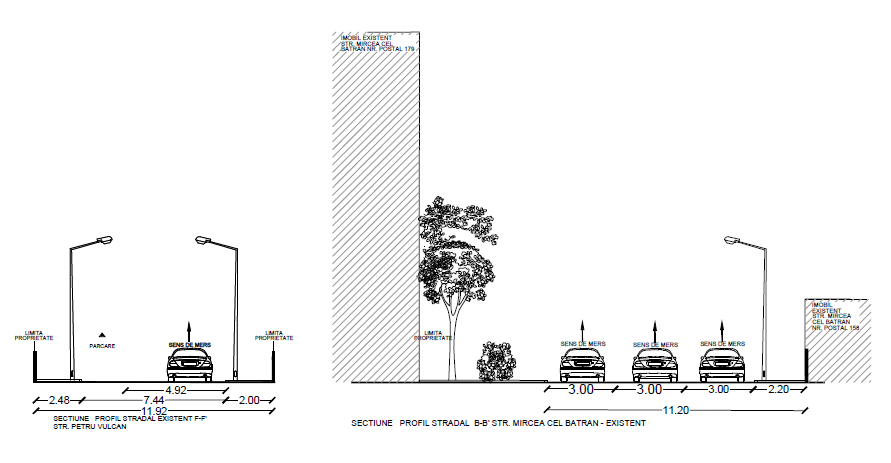 IMOBIL EXISTENT
STR. MIRCEA CEL
BATRAN NR. POSTAL 179
LIMITA
PROPRIETATE
PARCARE
SENS DE MERS
LIMITA
PROPRIETATE
4.92
2.48
7.44
2.00
11.92
SECTIUNE PROFIL STRADAL EXISTENT F-F'
STR. PETRU VULCAN
LIMITA
PROPRIETATE
SENS DE MERS
SENS DE MERS
SENS DE MERS
IMOBIL
EXISTENT
STR. MIRCEA
CEL BATRAN
NR. POSTAL 158
3.00
3.00
3.00
2.20
11.20
SECTIUNE PROFIL STRADAL B-B' STR. MIRCEA CEL BATRAN - EXISTENT